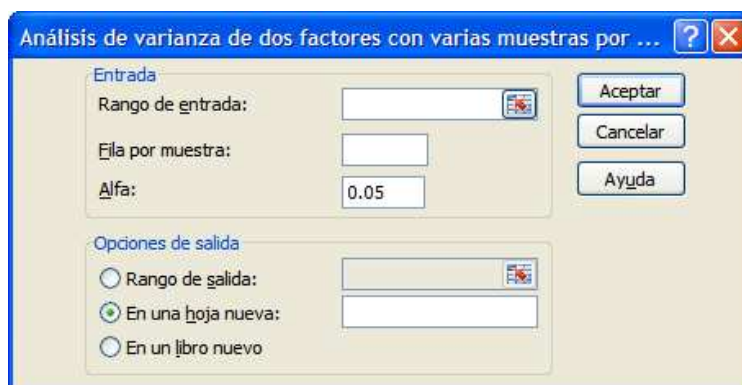 Análisis de varianza de dos factores con varias muestras por ...
Entrada
Rango de entrada:
Fila por muestra:
Alfa:
0.05
Aceptar
Cancelar
Ayuda
Opciones de salida
Rango de salida:
En una hoja nueva:
En un libro nuevo